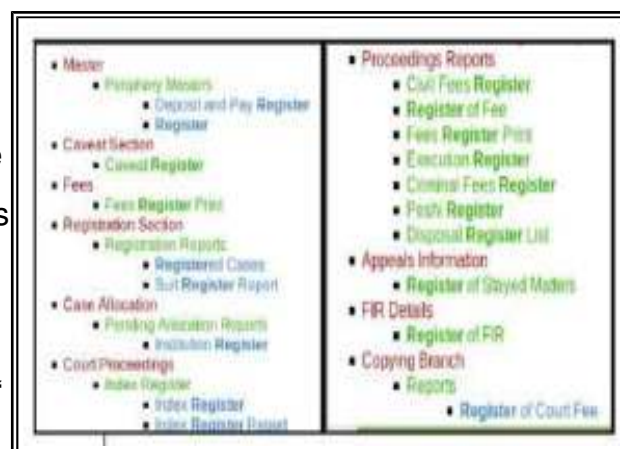 • Master
• Periphery Masters
• Deposit and Pay Register
• Register
• Caveat Section
• Caveat Register
• Fees
• Fees Register Print
• Registration Section
• Registration Reports
• Registered Cases
• Suit Register Report
• Case Allocation
• Pending Allocation Reports
• Institution Register
• Court Proceedings
• Index Register
• Index Register
• Index Register Report
• Proceedings Reports
• Civil Fees Register
• Register of Fee
• Fees Register Print
• Execution Register
• Criminal Fees Register
• Peshi Register
• Disposal Register List
• Appeals Information
• Register of Stayed Matters
• FIR Details
• Register of FIR
• Copying Branch
• Reports
• Register of Court Fee